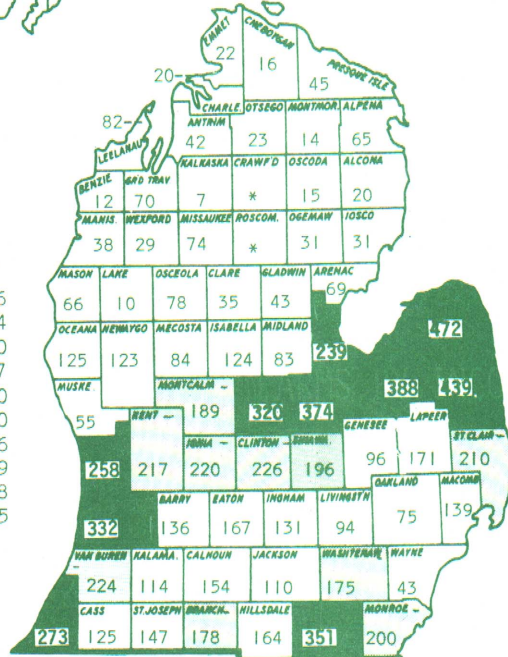 EMMET CHEBOYGAN
22 16 PRESQUE ISLE
20 45
CHARLE. OTSEGO MONTMOR. ALPENA
82 ANTRIM
42 23 14 65
LEELANAU
KALKASKA CRAWF'D OSCODA ALCONA
BENZIE GR'D TRAV
12 70 7 * 15 20
MANIS. WEXFORD MISSAUKEE ROSCOM. OGEMAW IOSCO
38 29 74 * 31 31
MASON LAKE OSCEOLA CLARE GLADWIN ARENAC
66 10 78 35 43 69
OCEANA NEWAYGO MECOSTA ISABELLA MIDLAND
125 123 84 124 83 239 472
MUSKE. MONTCALM 388 439
55 189 320 374
KENT GENESEE LAPEER
IONIA CLINTON SHIAWA. ST.CLAIR
258 217 220 226 196 96 171 210
OAKLAND MACOMB
BARRY EATON INGHAM LIVINGST'N
332 136 167 131 94 75 139
VAN BUREN KALAMA. CALHOUN JACKSON WASHTENAW WAYNE
224 114 154 110 175 43
CASS ST.JOSEPH BRANCH HILLSDALE MONROE
273 125 147 178 164 351 200